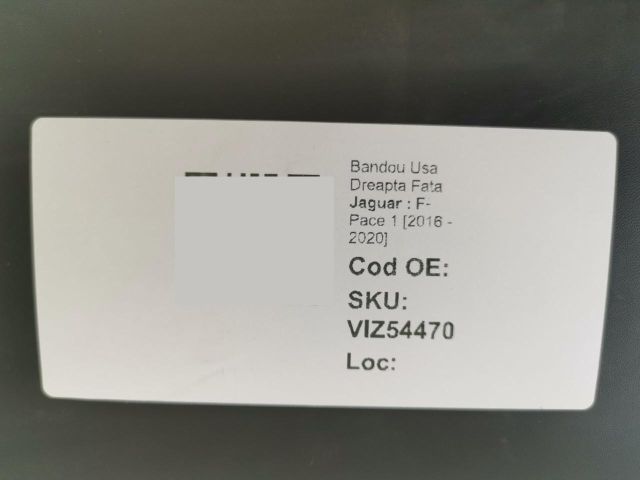 Bandou Usa
Dreapta Fata
Jaguar : F-
Pace 1 [2016 -
2020]
Cod OE:
SKU:
VIZ54470
Loc: